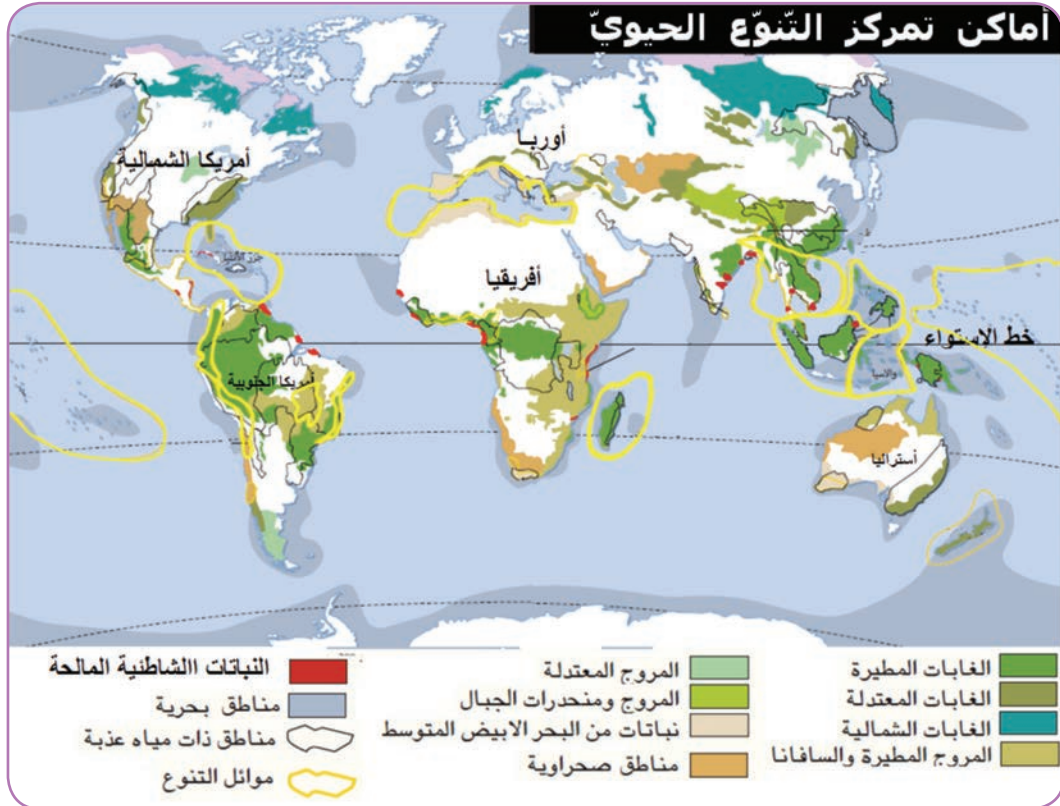 أماكن تمركز التّنوّع الحيويّ
أوربا
أمريكا الشمالية
أفريقيا
خط الإستواء
أمريكا الجنوبية
أستراليا
الغابات المطيرة
الغابات المعتدلة
الغابات الشمالية
المروج المطيرة والسافانا
المروج المعتدلة
المروج ومنحدرات الجبال
نباتات من البحر الابيض المتوسط
مناطق صحراوية
النباتات االشاطئية المالحة
مناطق بحرية
مناطق ذات مياه عذبة
موائل التنوع